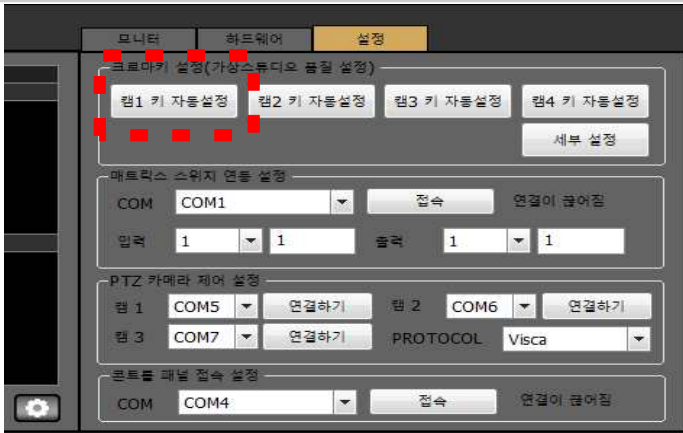 모니터 하드웨어 설정
크로마키 설정(가상스튜디오 품질 설정)
캠1 키 자동설정 캠2 키 자동설정 캠3 키 자동설정 캠4 키 자동설정
세부 설정
매트릭스 스위치 연동 설정
COM COM1 접속 연결이 끊어짐
입력 1 1 출력 1 1
PTZ 카메라 제어 설정
캠 1 COM5 연결하기 캠 2 COM6 연결하기
캠 3 COM7 연결하기 PROTOCOL Visca
콘트롤 패널 접속 설정
COM COM4 접속 연결이 끊어짐